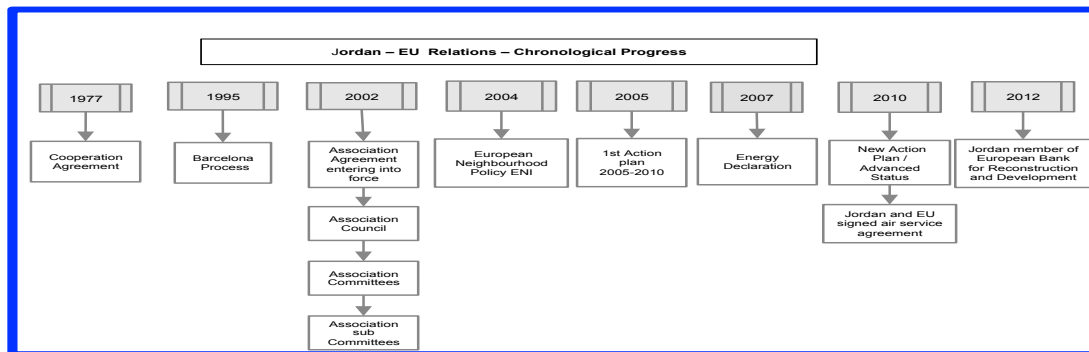 Jordan – EU Relations – Chronological Progress
1977
1995
2002
2004
2005
2007
2010
2012
Cooperation
Agreement
Barcelona
Process
Association
Agreement
entering into
force
European
Neighbourhood
Policy ENI
1st Action
plan
2005-2010
Energy
Declaration
New Action
Plan /
Advanced
Status
Jordan member of
European Bank
for Reconstruction
and Development
Association
Council
Jordan and EU
signed air service
agreement
Association
Committees
Association
sub
Committees